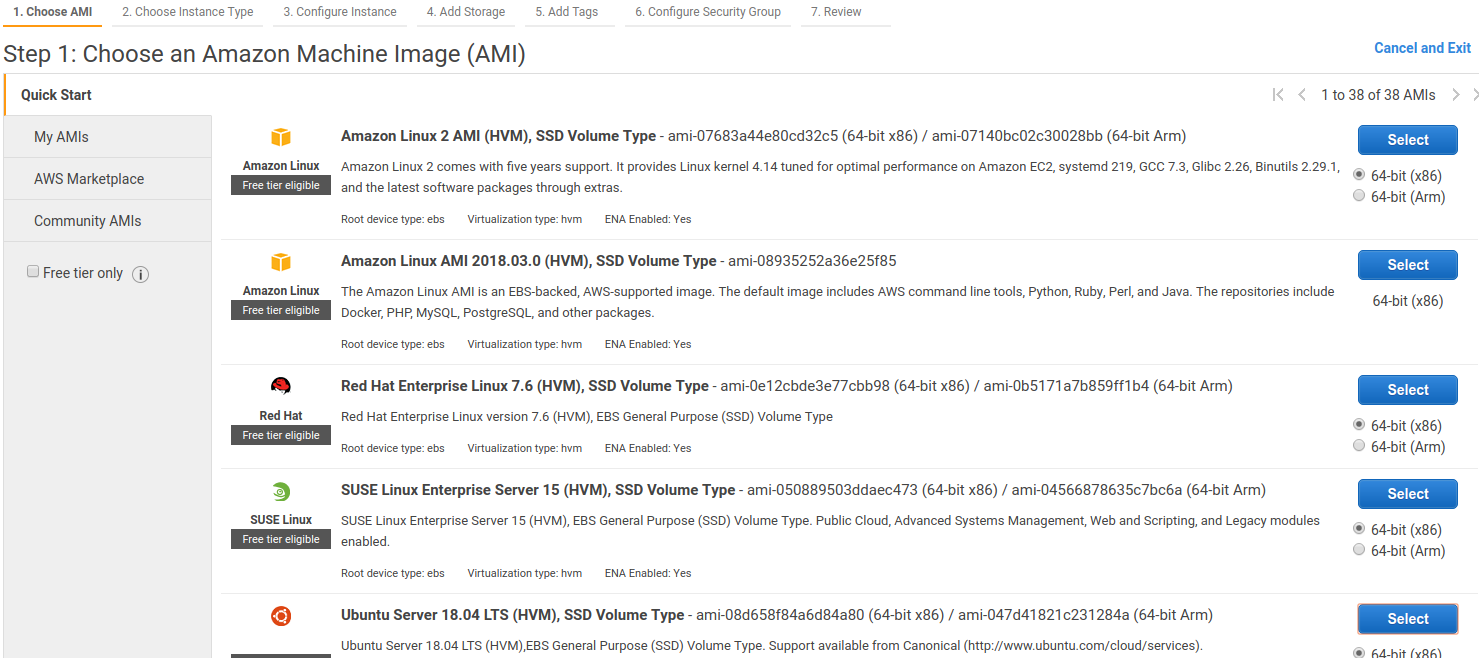 1. Choose AMI 2. Choose Instance Type 3. Configure Instance 4. Add Storage 5. Add Tags 6. Configure Security Group 7. Review
Step 1: Choose an Amazon Machine Image (AMI)
Cancel and Exit
Quick Start
1 to 38 of 38 AMIs
My AMIs
AWS Marketplace
Community AMIs
Free tier only
Amazon Linux
Free tier eligible
Amazon Linux 2 AMI (HVM), SSD Volume Type - ami-07683a44e80cd32c5 (64-bit x86) / ami-07140bc02c30028bb (64-bit Arm)
Amazon Linux 2 comes with five years support. It provides Linux kernel 4.14 tuned for optimal performance on Amazon EC2, systemd 219, GCC 7.3, Glibc 2.26, Binutils 2.29.1,
and the latest software packages through extras.
Root device type: ebs Virtualization type: hvm ENA Enabled: Yes
Select
64-bit (x86)
64-bit (Arm)
Amazon Linux
Free tier eligible
Amazon Linux AMI 2018.03.0 (HVM), SSD Volume Type - ami-08935252a36e25f85
The Amazon Linux AMI is an EBS-backed, AWS-supported image. The default image includes AWS command line tools, Python, Ruby, Perl, and Java. The repositories include
Docker, PHP, MySQL, PostgreSQL, and other packages.
Root device type: ebs Virtualization type: hvm ENA Enabled: Yes
Select
64-bit (x86)
Red Hat
Free tier eligible
Red Hat Enterprise Linux 7.6 (HVM), SSD Volume Type - ami-0e12cbde3e77cbb98 (64-bit x86) / ami-0b5171a7b859ff1b4 (64-bit Arm)
Red Hat Enterprise Linux version 7.6 (HVM), EBS General Purpose (SSD) Volume Type
Root device type: ebs Virtualization type: hvm ENA Enabled: Yes
Select
64-bit (x86)
64-bit (Arm)
SUSE Linux
Free tier eligible
SUSE Linux Enterprise Server 15 (HVM), SSD Volume Type - ami-050889503ddaec473 (64-bit x86) / ami-04566878635c7bc6a (64-bit Arm)
SUSE Linux Enterprise Server 15 (HVM), EBS General Purpose (SSD) Volume Type. Public Cloud, Advanced Systems Management, Web and Scripting, and Legacy modules
enabled.
Root device type: ebs Virtualization type: hvm ENA Enabled: Yes
Select
64-bit (x86)
64-bit (Arm)
Ubuntu Server 18.04 LTS (HVM), SSD Volume Type - ami-08d658f84a6d84a80 (64-bit x86) / ami-047d41821c231284a (64-bit Arm)
Ubuntu Server 18.04 LTS (HVM),EBS General Purpose (SSD) Volume Type. Support available from Canonical (http://www.ubuntu.com/cloud/services).
Select
64-bit (x86)